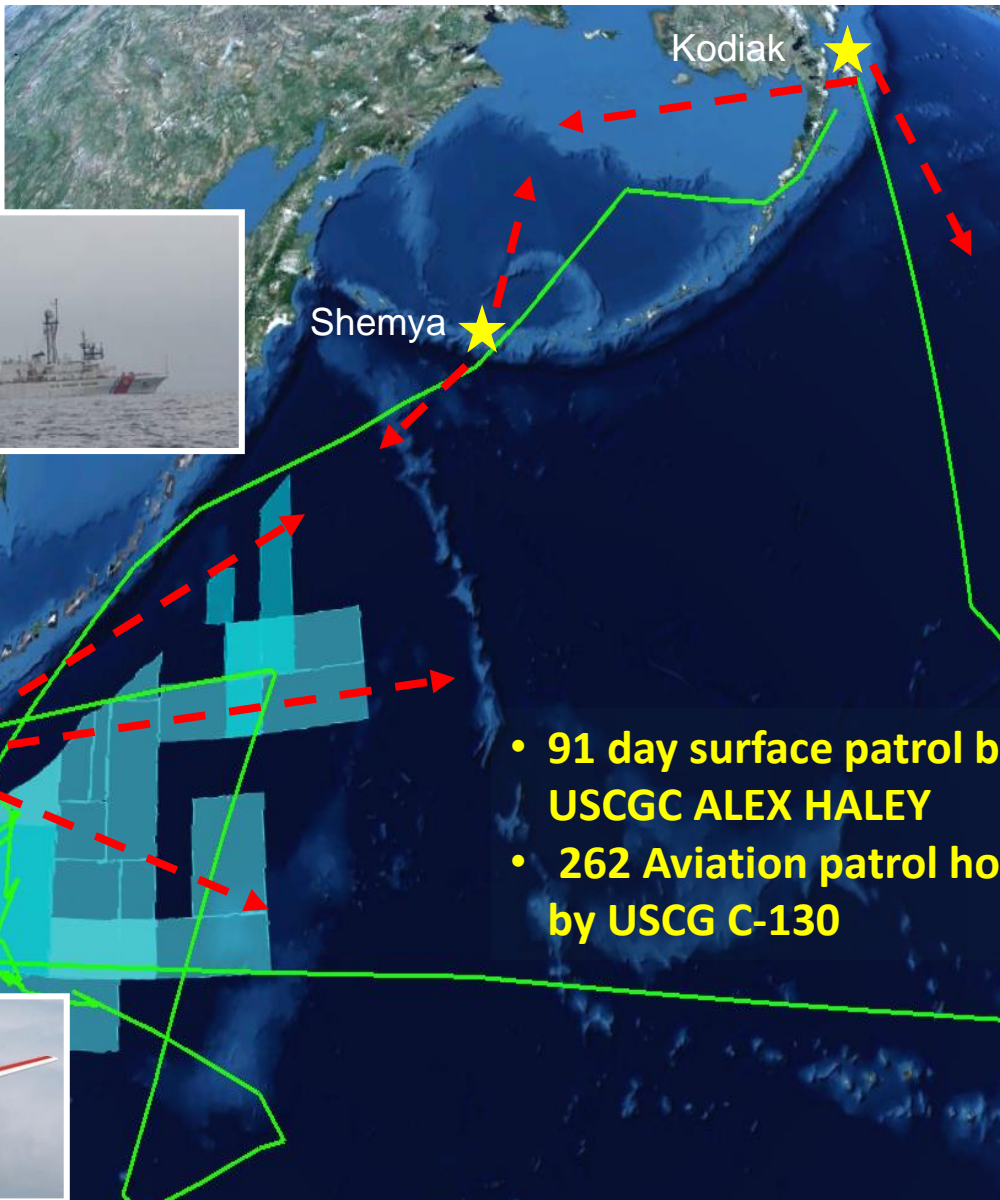 Kodiak
Shemya
• 91 day surface patrol b
USCGC ALEX HALEY
• 262 Aviation patrol ho
by USCG C-130